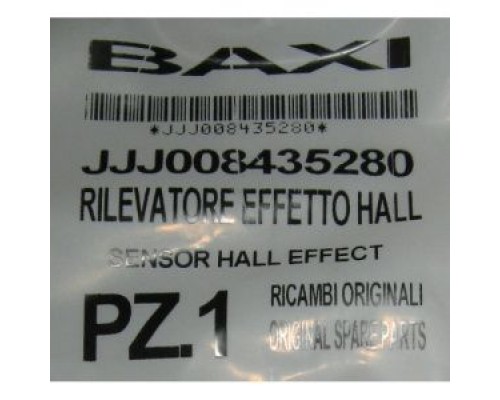 BAXI
*JJJ008435280*
JJJ008435280
RILEVATORE EFFETTO HALL
SENSOR HALL EFFECT
PZ.1
RICAMBI ORIGINALI
ORIGINAL SPARE PARTS